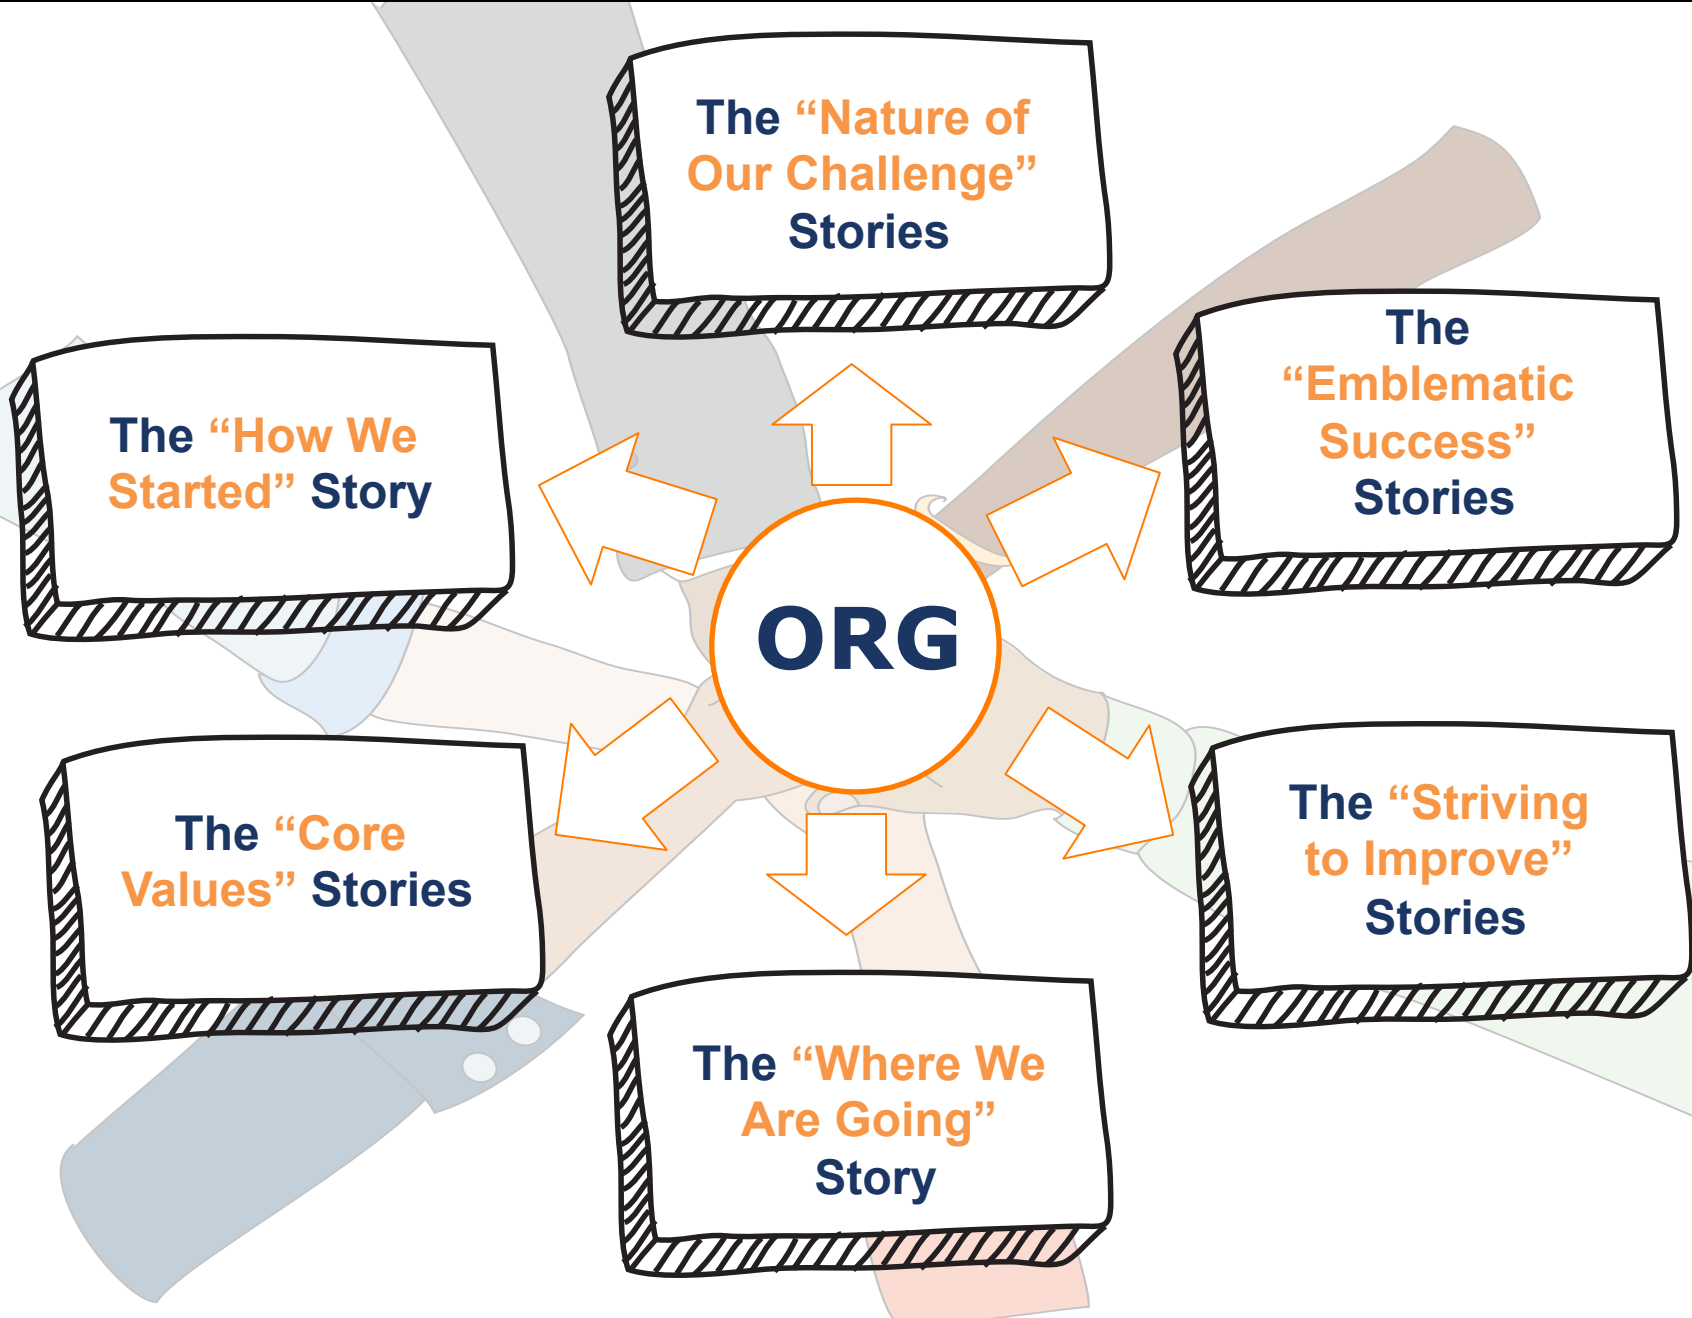 The “Nature of
Our Challenge”
Stories
The
“Emblematic
Success”
Stories
The “How We
Started” Story
ORG
The “Core
Values” Stories
The “Striving
to Improve”
Stories
The “Where We
Are Going”
Story